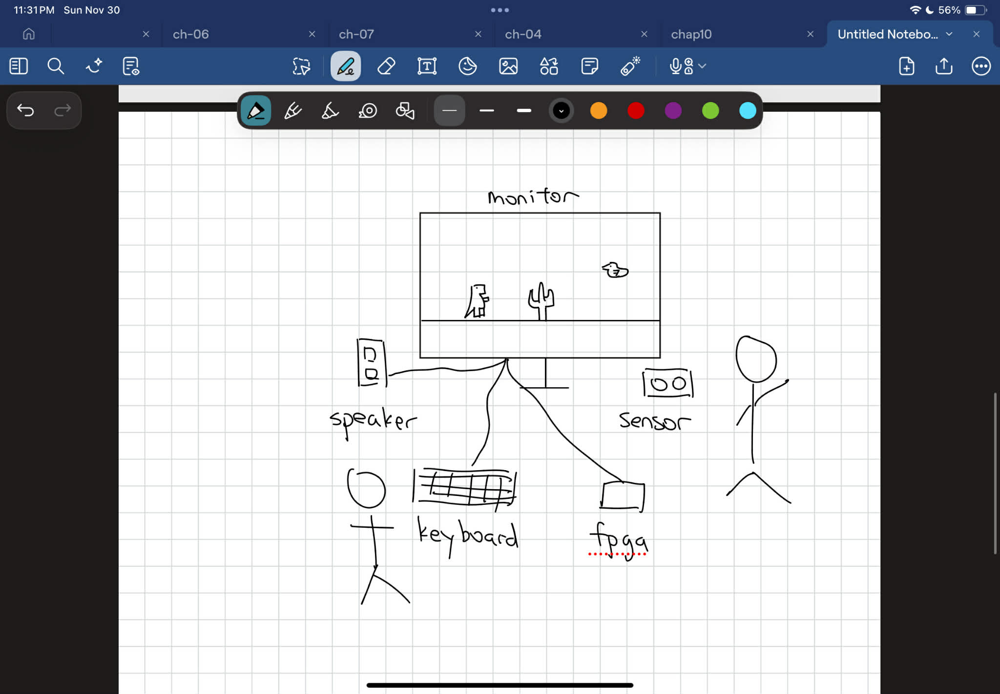 11:31 PM Sun Nov 30
56%
ch-06
ch-07
ch-04
chap10
Untitled Notebo...
T
monitor
speaker
sensor
keyboard
fpga